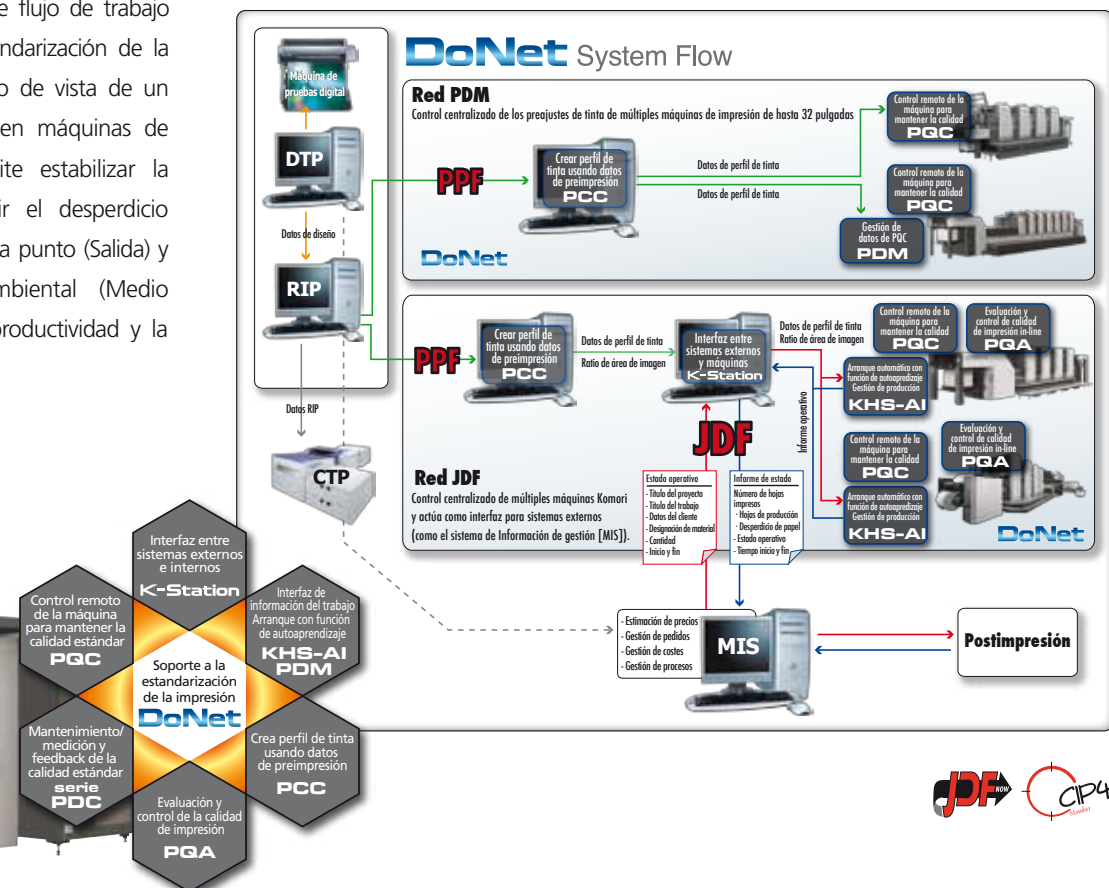 e flujo de trabajo
ndarización de la
o de vista de un
en máquinas de
ite estabilizar la
ir el desperdicio
a punto (Salida) y
mbiental (Medio
productividad y la
DoNet System Flow
Máquina de
pruebas digital
DTP
Datos de diseño
RIP
Datos RIP
CTP
Red PDM
Control centralizado de los preajustes de tinta de múltiples máquinas de impresión de hasta 32 pulgadas
PPF
Crear perfil de
tinta usando datos
de preimpresión
PCC
Datos de perfil de tinta
Datos de perfil de tinta
Control remoto de la
máquina para
mantener la calidad
PQC
Control remoto de la
máquina para
mantener la calidad
PQC
Gestión de
datos de PQC
PDM
DoNet
PPF
Crear perfil de
tinta usando datos
de preimpresión
PCC
Datos de perfil de tinta
Ratio de área de imagen
Interfaz entre
sistemas externos
y máquinas
K-Station
Datos de perfil de tinta
Ratio de área de imagen
Informe operativo
Control remoto de la
máquina para
mantener la calidad
PQC
Evaluación y
control de calidad
de impresión in-line
PQA
Arranque automático con
función de autoapredizaje
Gestión de producción
KHS-AI
Control remoto de la
máquina para
mantener la calidad
PQC
Evaluación y
control de calidad
de impresión in-line
PQA
Arranque automático con
función de autoapredizaje
Gestión de producción
KHS-AI
DoNet
JDF
Red JDF
Control centralizado de múltiples máquinas Komori
y actúa como interfaz para sistemas externos
(como el sistema de Información de gestión [MIS]).
Estado operativo
- Título del proyecto
- Título del trabajo
- Datos del cliente
- Designación de material
- Cantidad
- Inicio y fin
Informe de estado
Número de hojas
impresas
· Hojas de producción
· Desperdicio de papel
- Estado operativo
- Tiempo inicio y fin
- Estimación de precios
- Gestión de pedidos
- Gestión de costes
- Gestión de procesos
MIS
Postimpresión
Interfaz entre
sistemas externos
e internos
K-Station
Control remoto
de la máquina
para mantener la
calidad estándar
PQC
Interfaz de
información del trabajo
Arranque con función
de autoaprendizaje
KHS-AI
PDM
Soporte a la
estandarización
de la impresión
DoNet
Mantenimiento/
medición y
feedback de la
calidad estándar
serie
PDC
Crea perfil de tinta
usando datos
de preimpresión
PCC
Evaluación y
control de la calidad
de impresión
PQA
JDF NOW
CIP4
Member